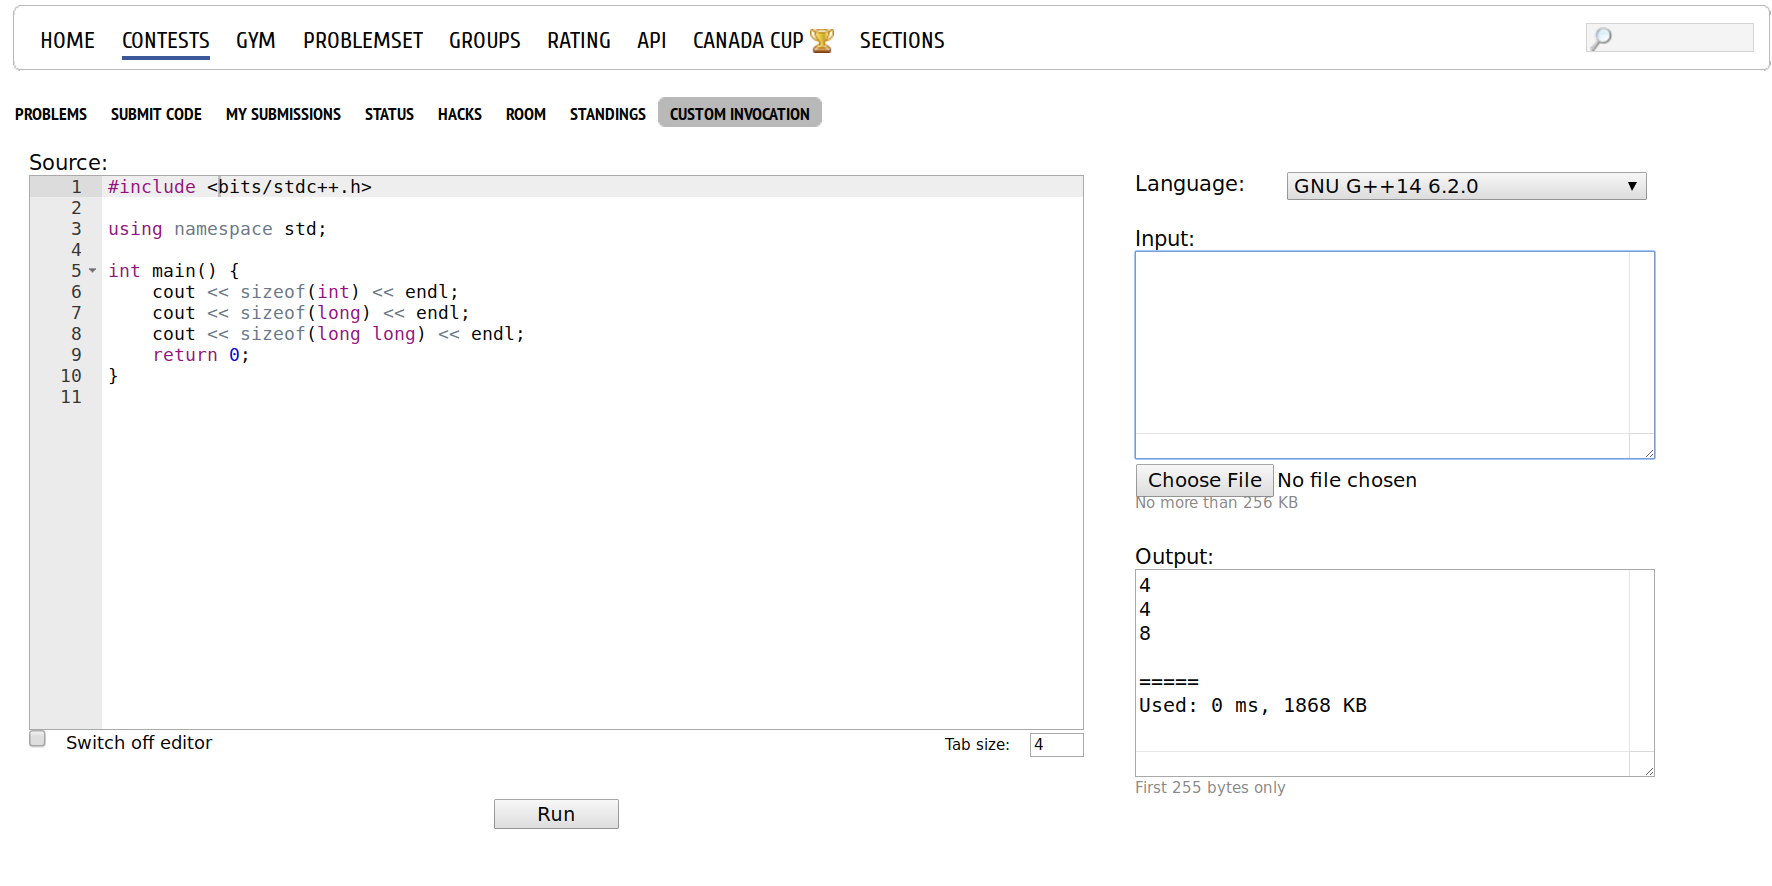 HOME CONTESTS GYM PROBLEMSET GROUPS RATING API CANADA CUP SECTIONS
PROBLEMS SUBMIT CODE MY SUBMISSIONS STATUS HACKS ROOM STANDINGS CUSTOM INVOCATION
Source:
1 #include <bits/stdc++.h>
2
3 using namespace std;
4
5 int main() {
6     cout << sizeof(int) << endl;
7     cout << sizeof(long) << endl;
8     cout << sizeof(long long) << endl;
9     return 0;
10 }
11
Switch off editor
Tab size: 4
Run
Language: GNU G++14 6.2.0
Input:
Choose File No file chosen
No more than 256 KB
Output:
4
4
8
=====
Used: 0 ms, 1868 KB
First 255 bytes only